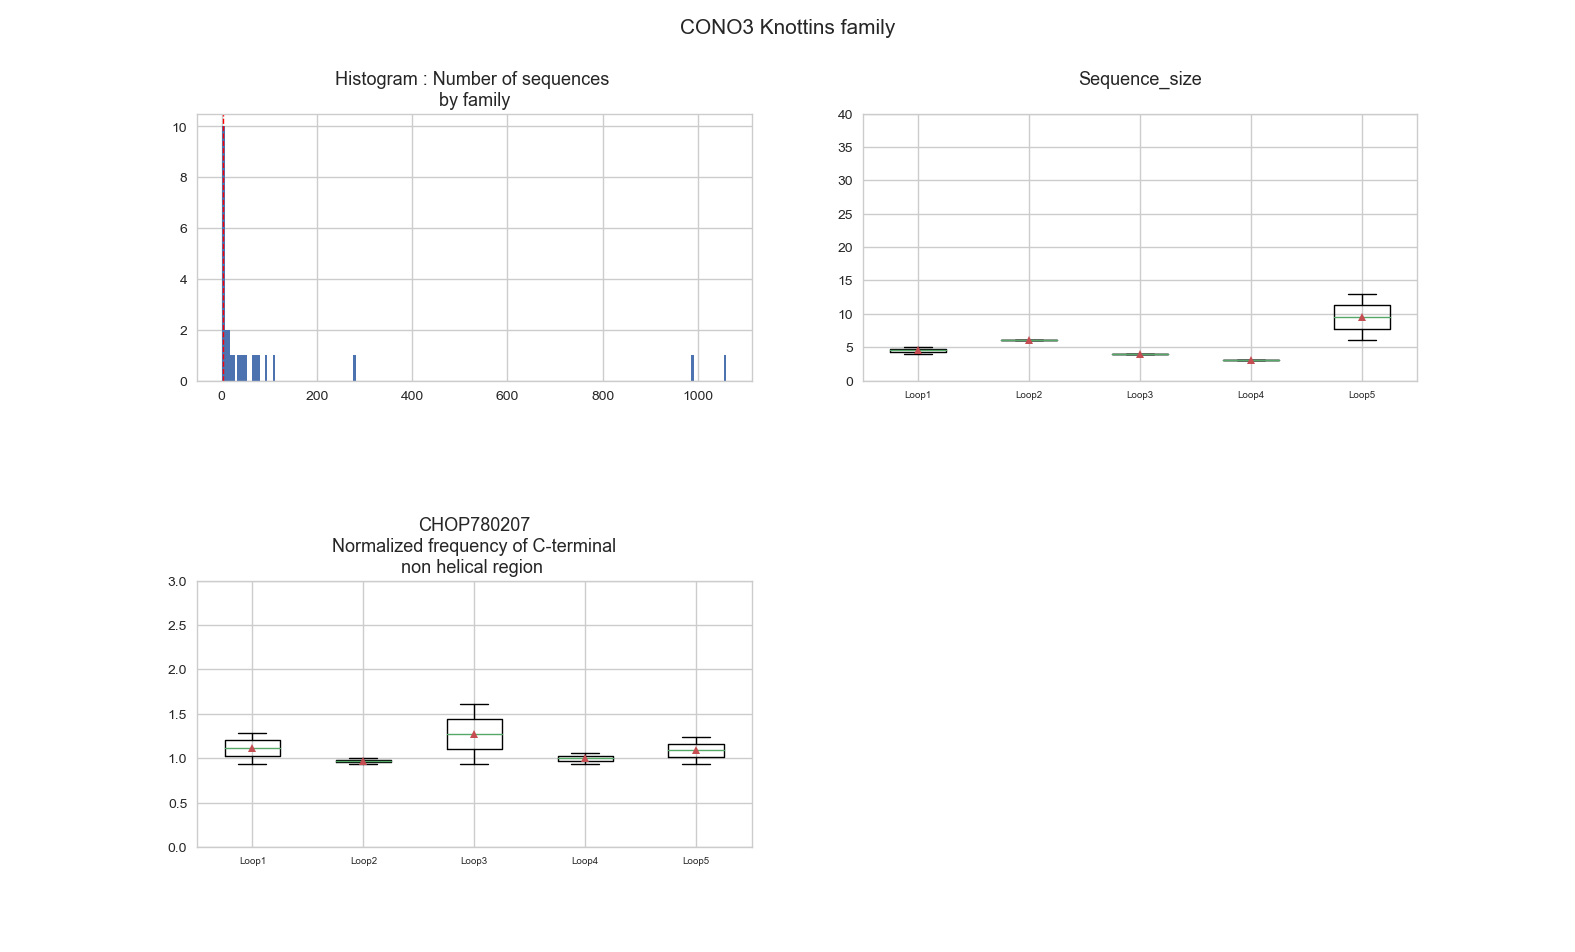 CONO3 Knottins family
Histogram : Number of sequences
by family
10
8
6
4
2
0
0 200 400 600 800 1000
Sequence_size
40
35
30
25
20
15
10
5
0
Loop1 Loop2 Loop3 Loop4 Loop5
CHOP780207
Normalized frequency of C-terminal
non helical region
3.0
2.5
2.0
1.5
1.0
0.5
0.0
Loop1 Loop2 Loop3 Loop4 Loop5